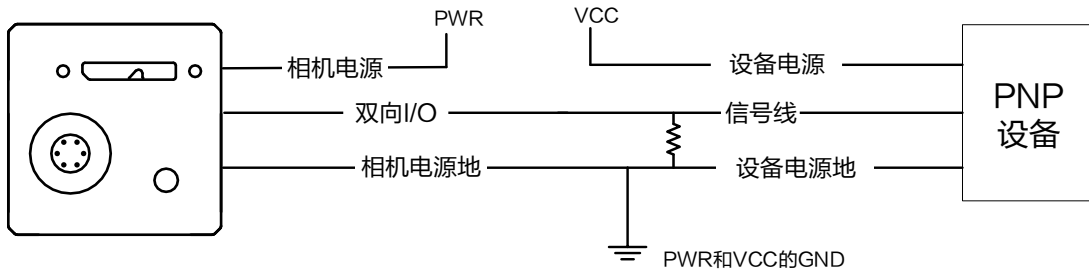 PWR
VCC
相机电源
设备电源
双向I/O
信号线
PNP
设备
相机电源地
设备电源地
PWR和VCC的GND